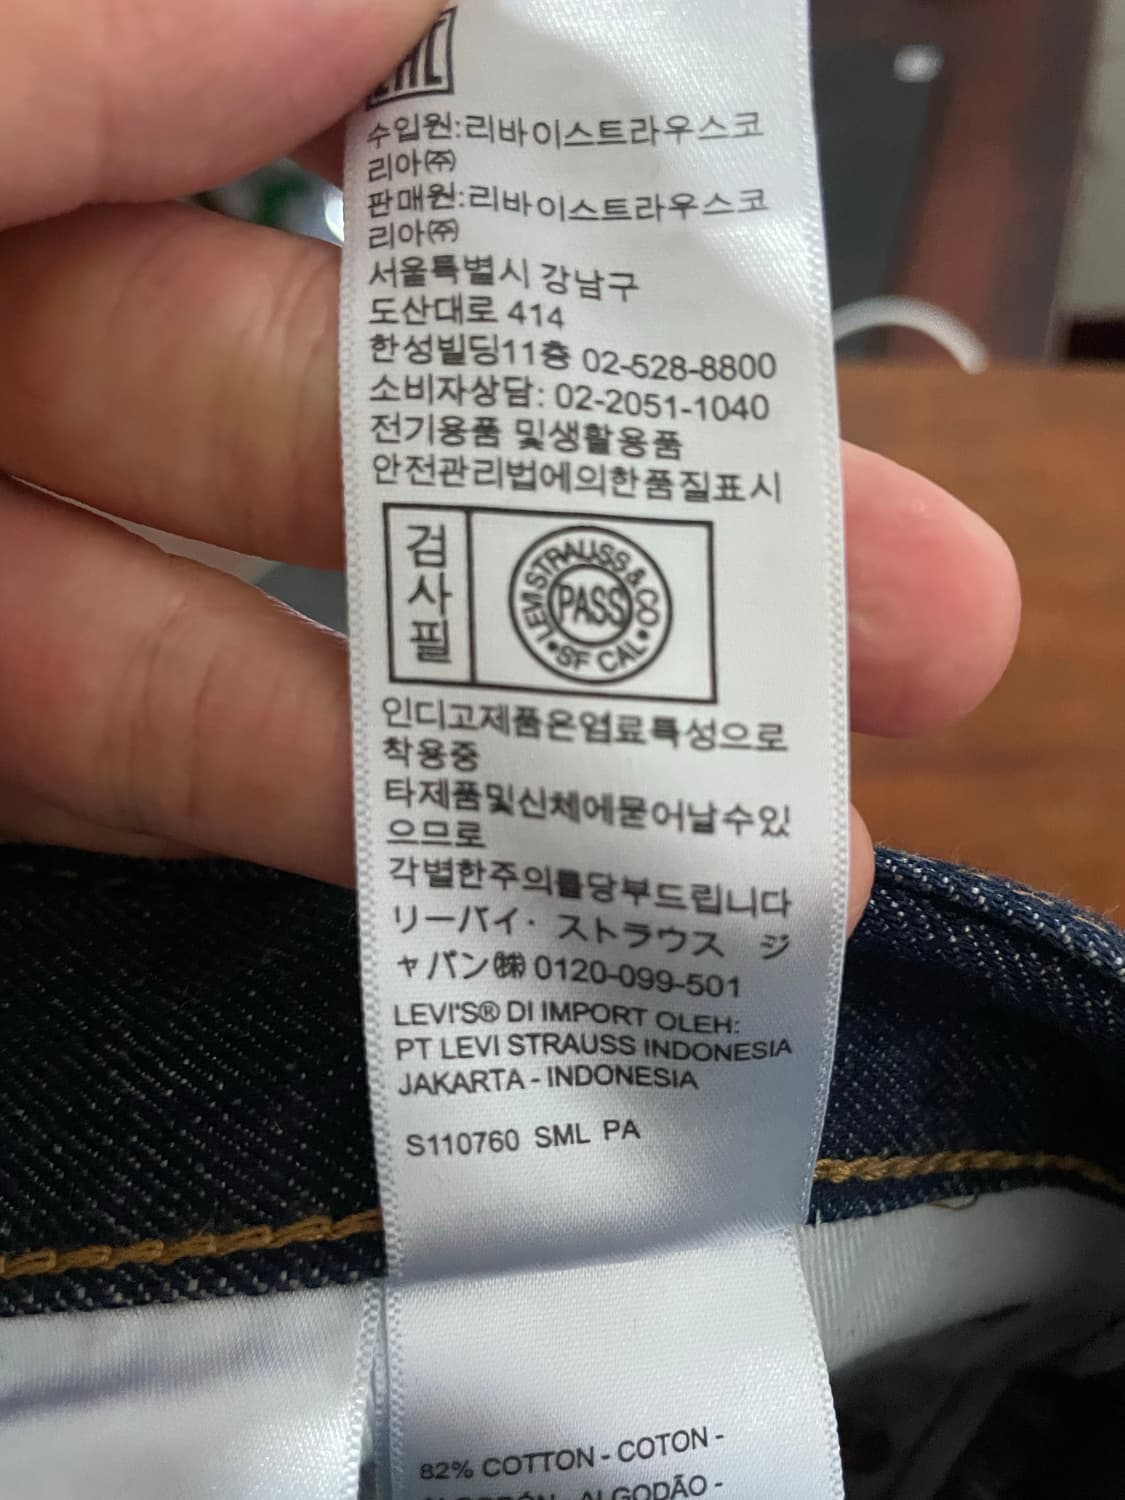 EAC
수입원:리바이스트라우스코
리아㈜
판매원:리바이스트라우스코
리아㈜
서울특별시 강남구
도산대로 414
한성빌딩11층 02-528-8800
소비자상담: 02-2051-1040
전기용품 및생활용품
안전관리법에의한품질표시
검
사
필
LEVI STRAUSS & CO
PASS
•SF CAL•
인디고제품은염료특성으로
착용중
타제품및신체에묻어날수있
으므로
각별한주의를당부드립니다
リーバイ・ストラウス ジ
ャパン㈱ 0120-099-501
LEVI'S® DI IMPORT OLEH:
PT LEVI STRAUSS INDONESIA
JAKARTA - INDONESIA
S110760 SML PA
82% COTTON - COTON -
ALGODÓN - ALGODÃO -